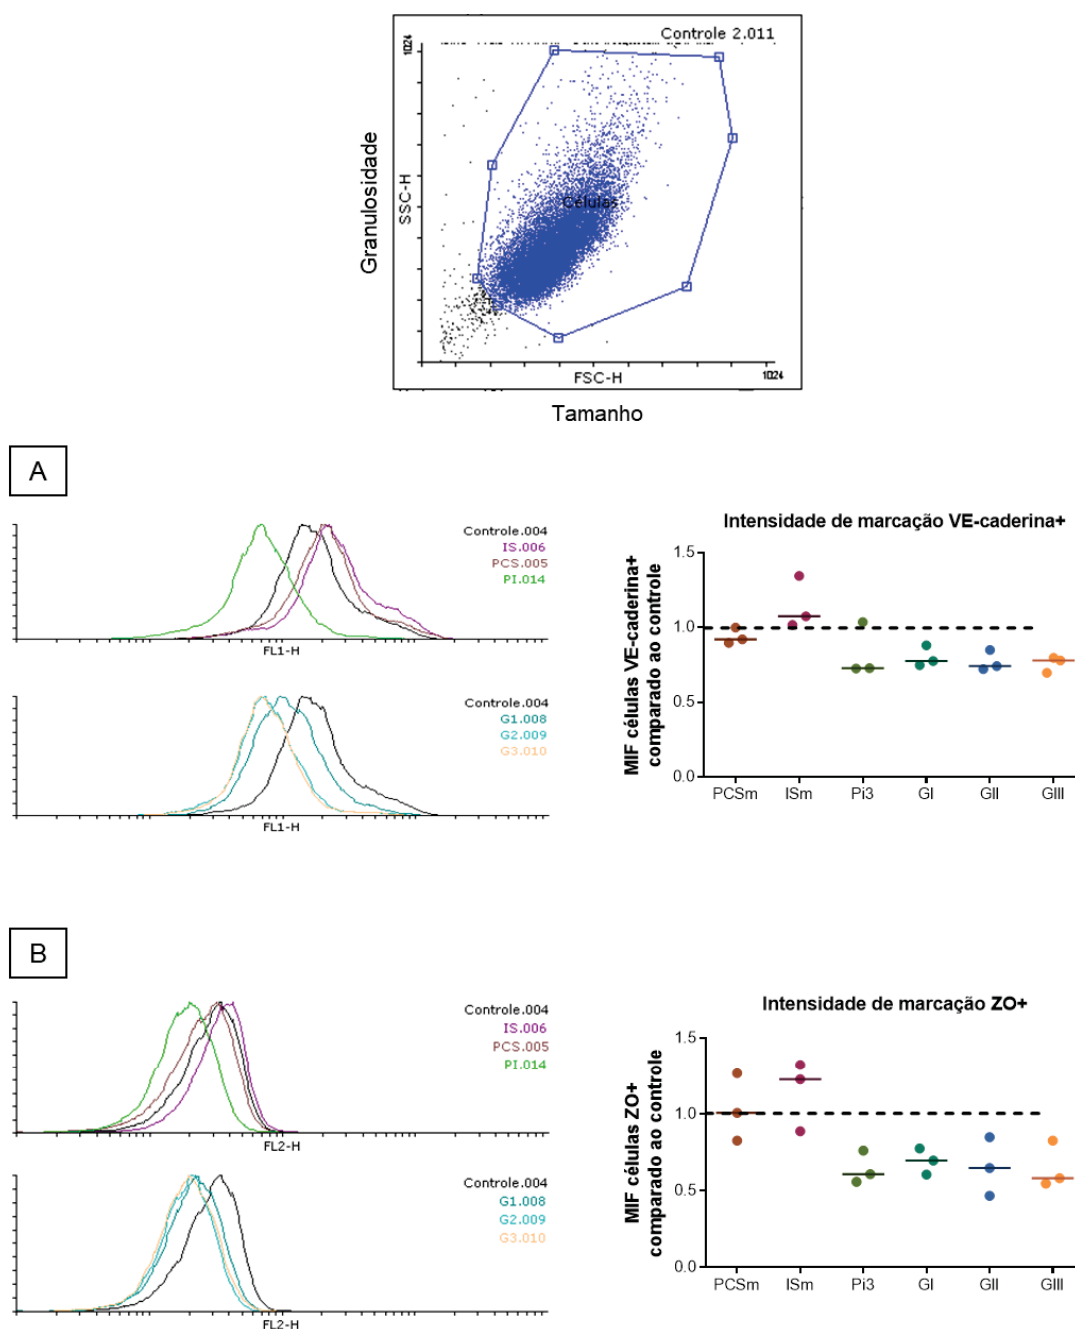 Controle 2.011
1024
Granulosidade
SSC-H
Células
FSC-H
1024
Tamanho
A
Controle.004
IS.006
PCS.005
PI.014
FL1-H
Controle.004
G1.008
G2.009
G3.010
FL1-H
Intensidade de marcação VE-caderina+
MIF células VE-caderina+
comparado ao controle
1.5
1.0
0.5
0.0
PCSm ISm Pi3 GI GII GIII
B
Controle.004
IS.006
PCS.005
PI.014
FL2-H
Controle.004
G1.008
G2.009
G3.010
FL2-H
Intensidade de marcação ZO+
MIF células ZO+
comparado ao controle
1.5
1.0
0.5
0.0
PCSm ISm Pi3 GI GII GIII